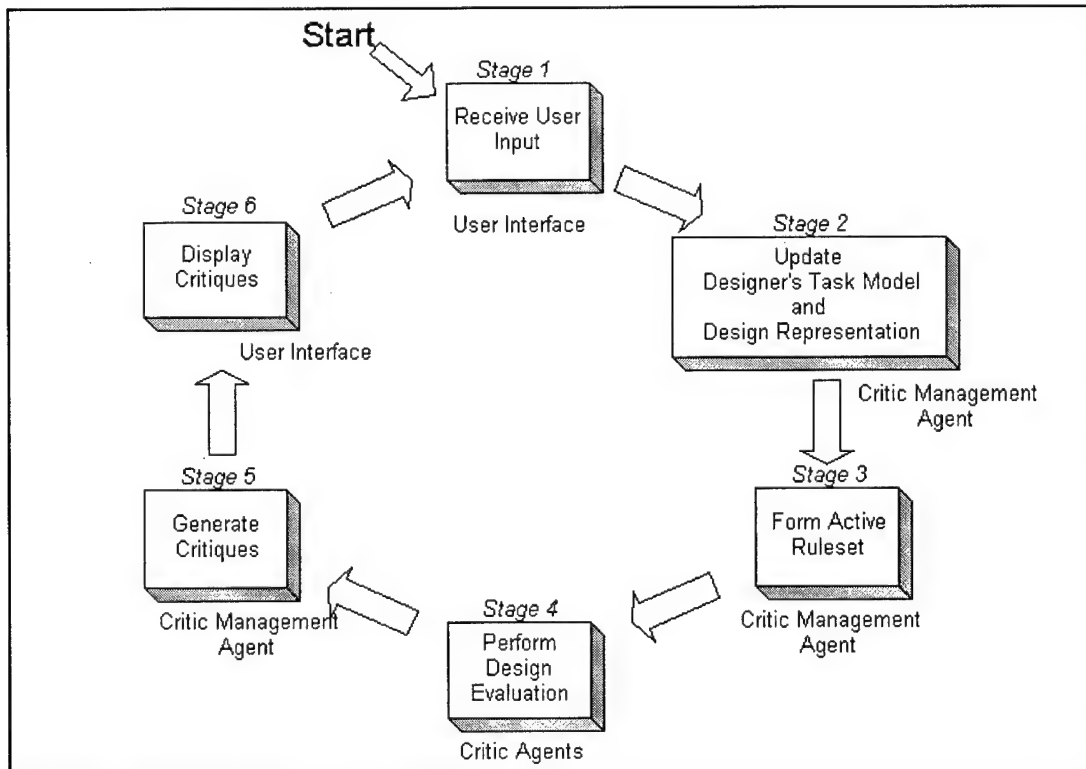 Start
Stage 1
Receive User
Input
User Interface
Stage 2
Update
Designer's Task Model
and
Design Representation
Critic Management
Agent
Stage 3
Form Active
Ruleset
Critic Management
Agent
Stage 4
Perform
Design
Evaluation
Critic Agents
Stage 5
Generate
Critiques
Critic Management
Agent
Stage 6
Display
Critiques
User Interface